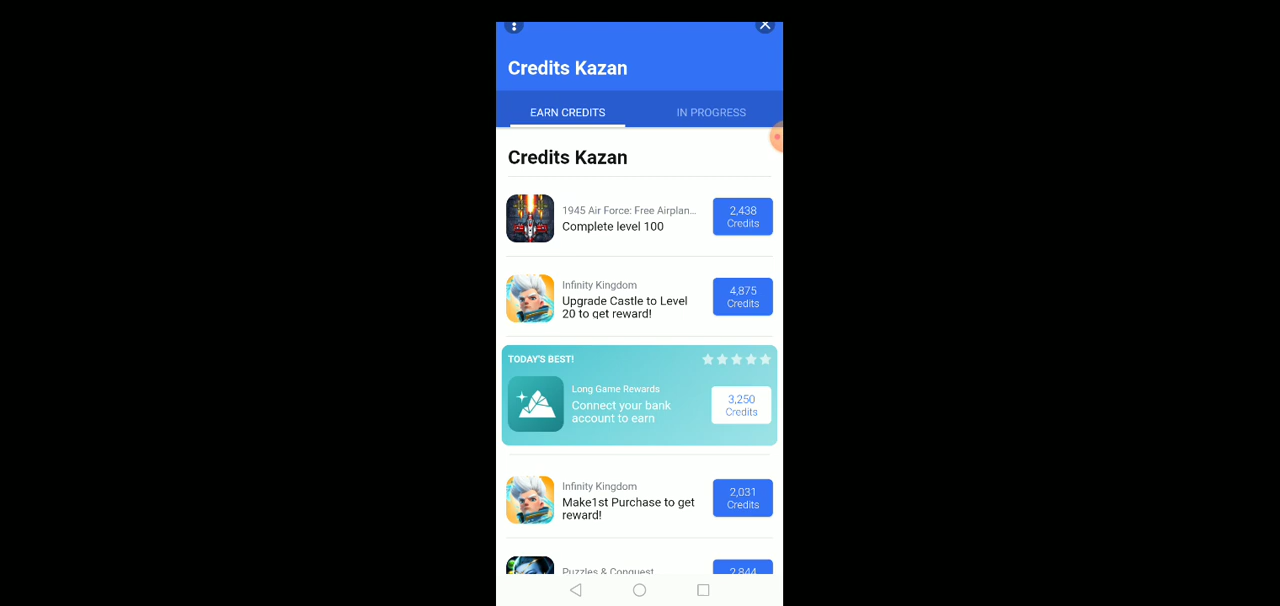 Credits Kazan
EARN CREDITS
IN PROGRESS
Credits Kazan
1945 Air Force: Free Airplan...
Complete level 100
2,438
Credits
Infinity Kingdom
Upgrade Castle to Level
20 to get reward!
4,875
Credits
TODAY'S BEST!
Long Game Rewards
Connect your bank
account to earn
3,250
Credits
Infinity Kingdom
Make1st Purchase to get
reward!
2,031
Credits
Puzzles & Conquest
2,844